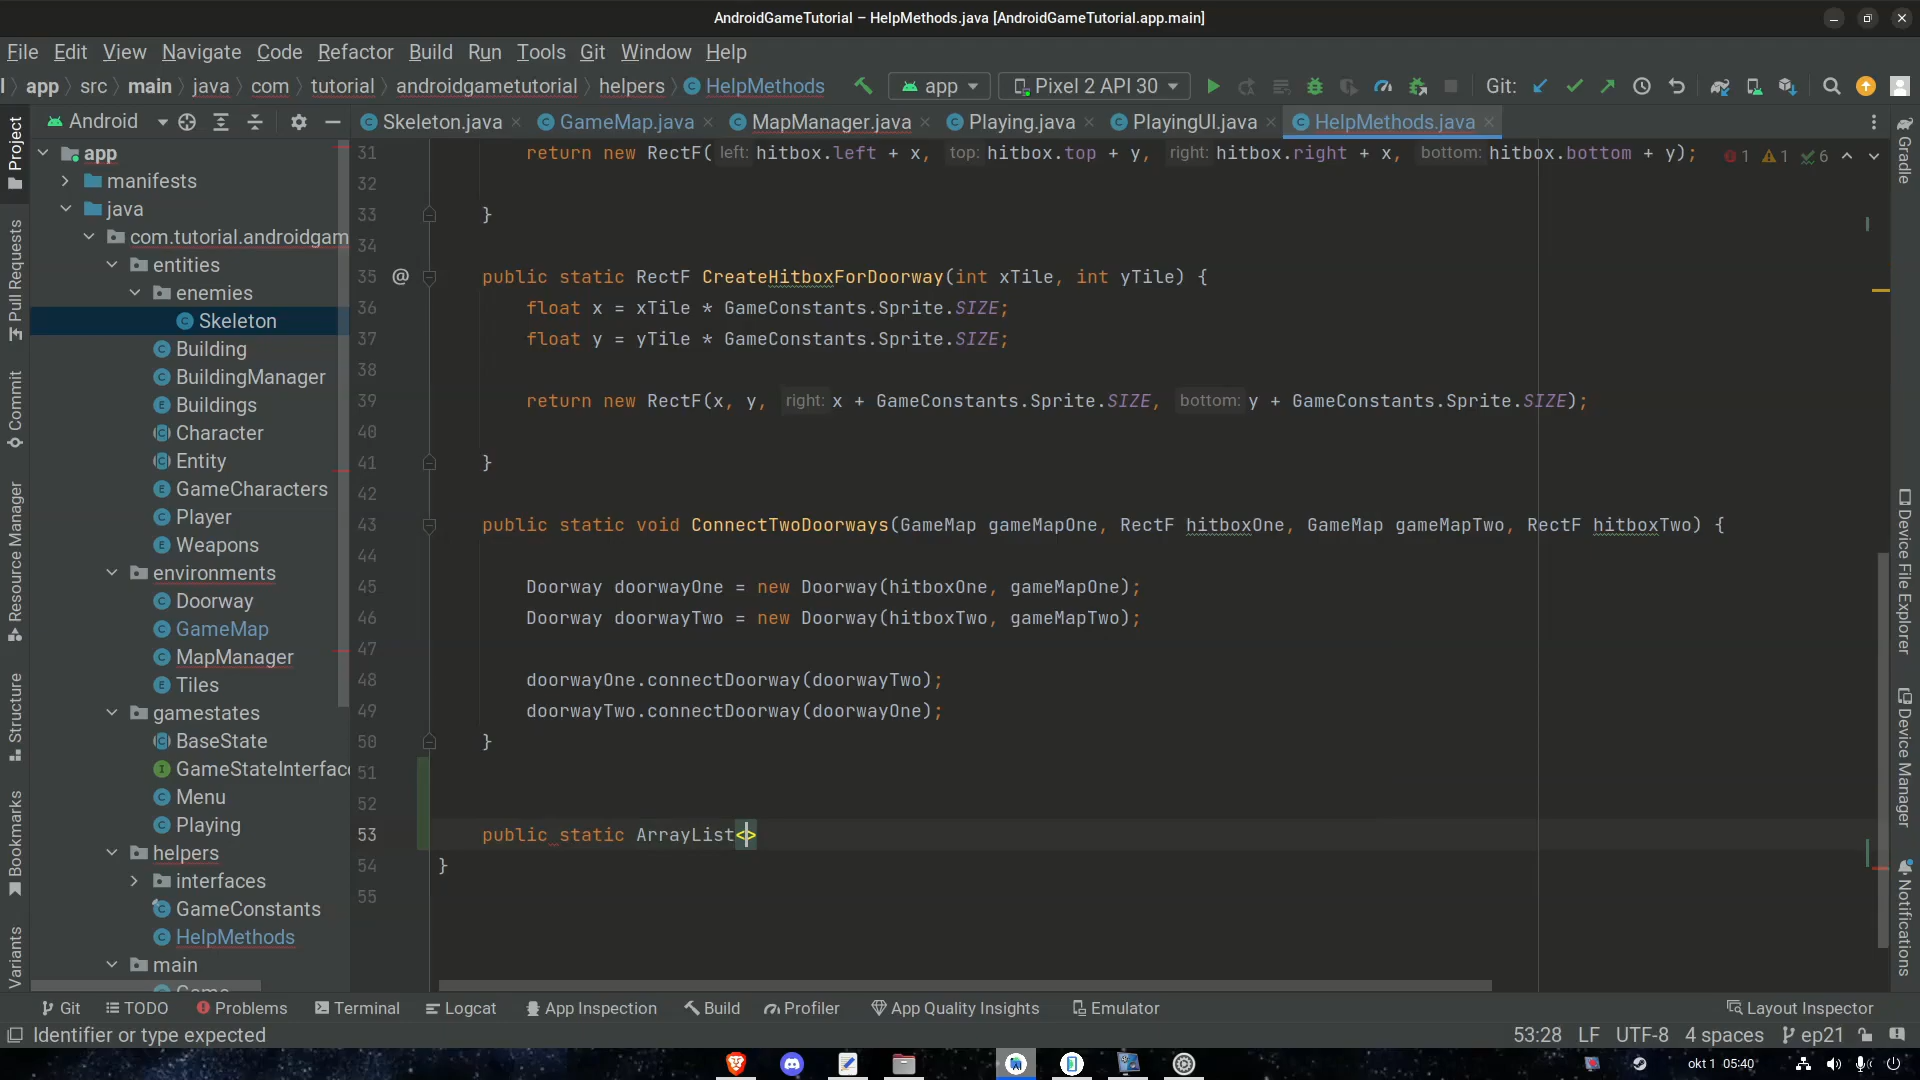 AndroidGameTutorial – HelpMethods.java [AndroidGameTutorial.app.main]
File Edit View Navigate Code Refactor Build Run Tools Git Window Help
l app src main java com tutorial androidgametutorial helpers HelpMethods app Pixel 2 API 30 Git:
Android Skeleton.java GameMap.java MapManager.java Playing.java PlayingUI.java HelpMethods.java
Project
Pull Requests
Commit
Resource Manager
Structure
Bookmarks
Variants
app
manifests
java
com.tutorial.androidgam
entities
enemies
Skeleton
Building
BuildingManager
Buildings
Character
Entity
GameCharacters
Player
Weapons
environments
Doorway
GameMap
MapManager
Tiles
gamestates
BaseState
GameStateInterface
Menu
Playing
helpers
interfaces
GameConstants
HelpMethods
main
Game
31 return new RectF( left: hitbox.left + x, top: hitbox.top + y, right: hitbox.right + x, bottom: hitbox.bottom + y); 1 1 6
32
33 }
34
35 @ public static RectF CreateHitboxForDoorway(int xTile, int yTile) {
36 float x = xTile * GameConstants.Sprite.SIZE;
37 float y = yTile * GameConstants.Sprite.SIZE;
38
39 return new RectF(x, y, right: x + GameConstants.Sprite.SIZE, bottom: y + GameConstants.Sprite.SIZE);
40
41 }
42
43 public static void ConnectTwoDoorways(GameMap gameMapOne, RectF hitboxOne, GameMap gameMapTwo, RectF hitboxTwo) {
44
45 Doorway doorwayOne = new Doorway(hitboxOne, gameMapOne);
46 Doorway doorwayTwo = new Doorway(hitboxTwo, gameMapTwo);
47
48 doorwayOne.connectDoorway(doorwayTwo);
49 doorwayTwo.connectDoorway(doorwayOne);
50 }
51
52
53 public static ArrayList<>
54 }
55
Gradle
Device File Explorer
Device Manager
Notifications
Git TODO Problems Terminal Logcat App Inspection Build Profiler App Quality Insights Emulator Layout Inspector
Identifier or type expected 53:28 LF UTF-8 4 spaces ep21
okt 1 05:40